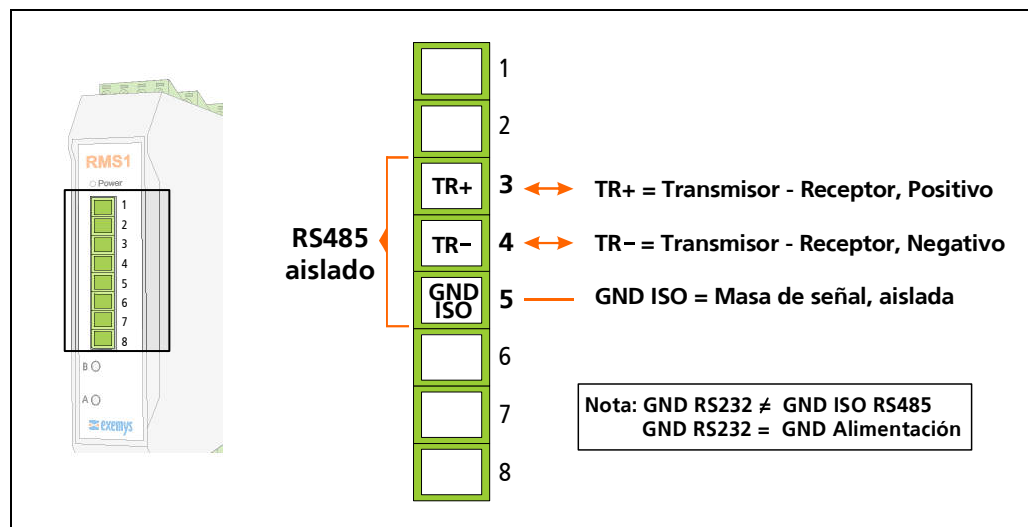 RMS1
Power
1
2
3
4
5
6
7
8
B
A
exemys
RS485
aislado
1
2
TR+ 3 TR+ = Transmisor - Receptor, Positivo
TR− 4 TR− = Transmisor - Receptor, Negativo
GND
ISO 5 GND ISO = Masa de señal, aislada
6
7
8
Nota: GND RS232 ≠ GND ISO RS485
GND RS232 = GND Alimentación